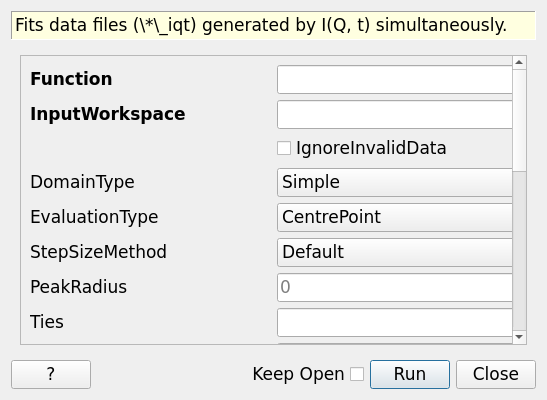 Fits data files (\*\_iqt) generated by I(Q, t) simultaneously.
Function
InputWorkspace
IgnoreInvalidData
DomainType Simple
EvaluationType CentrePoint
StepSizeMethod Default
PeakRadius 0
Ties
? Keep Open Run Close